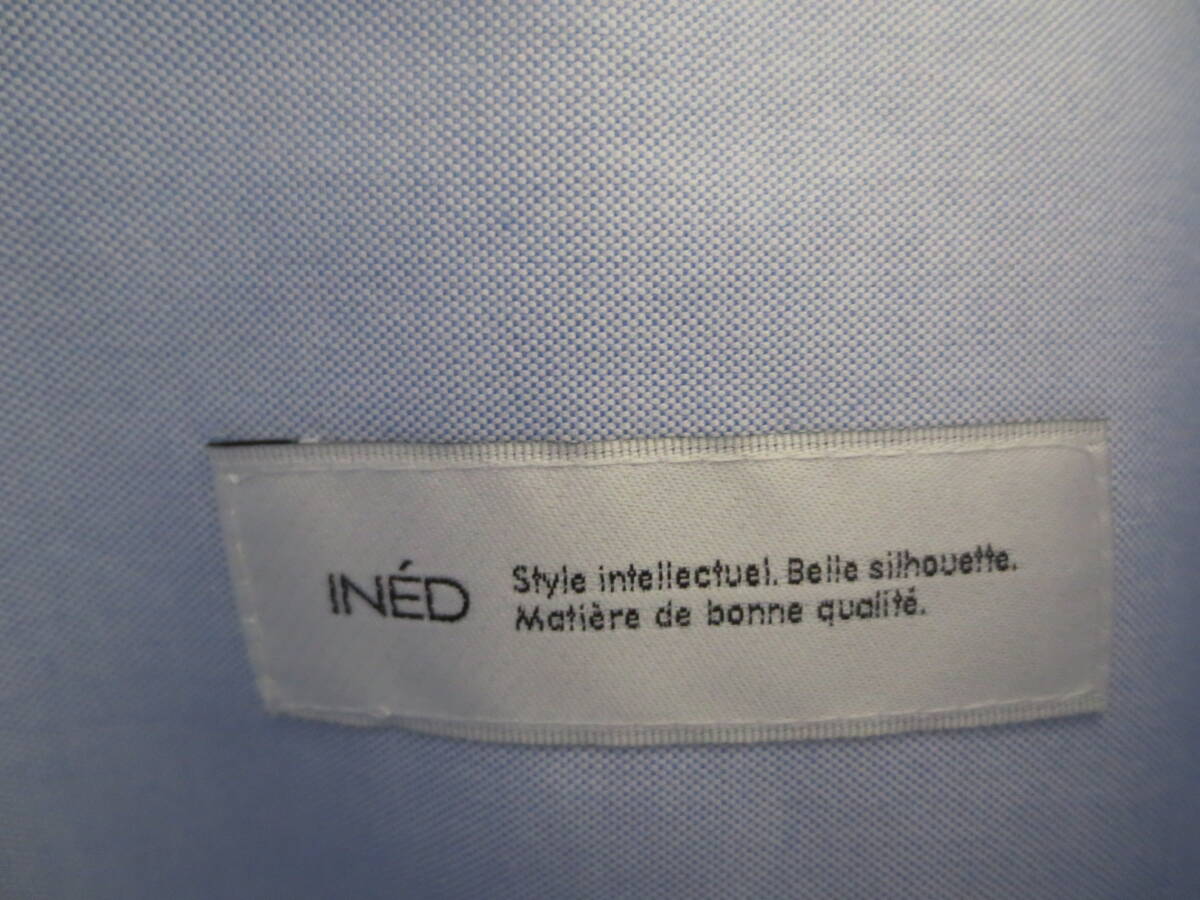 INÉD
Style intellectuel. Belle silhouette.
Matière de bonne qualité.